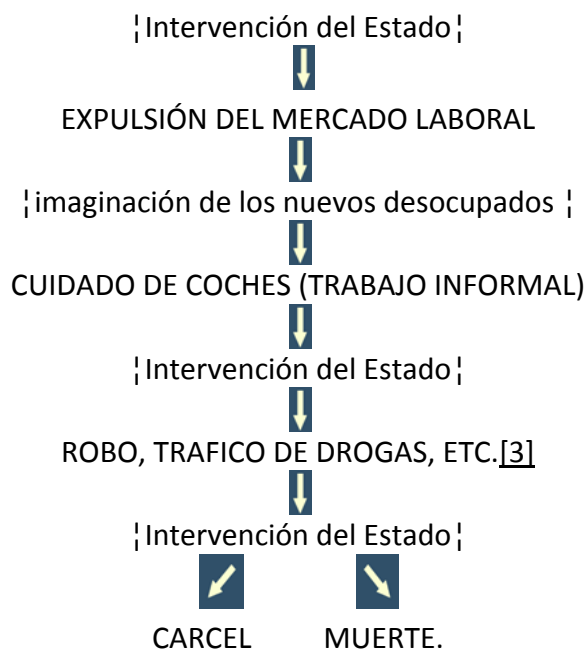 ¦Intervención del Estado¦
EXPULSIÓN DEL MERCADO LABORAL
¦imaginación de los nuevos desocupados ¦
CUIDADO DE COCHES (TRABAJO INFORMAL)
¦Intervención del Estado¦
ROBO, TRAFICO DE DROGAS, ETC.[3]
¦Intervención del Estado¦
CARCEL MUERTE.